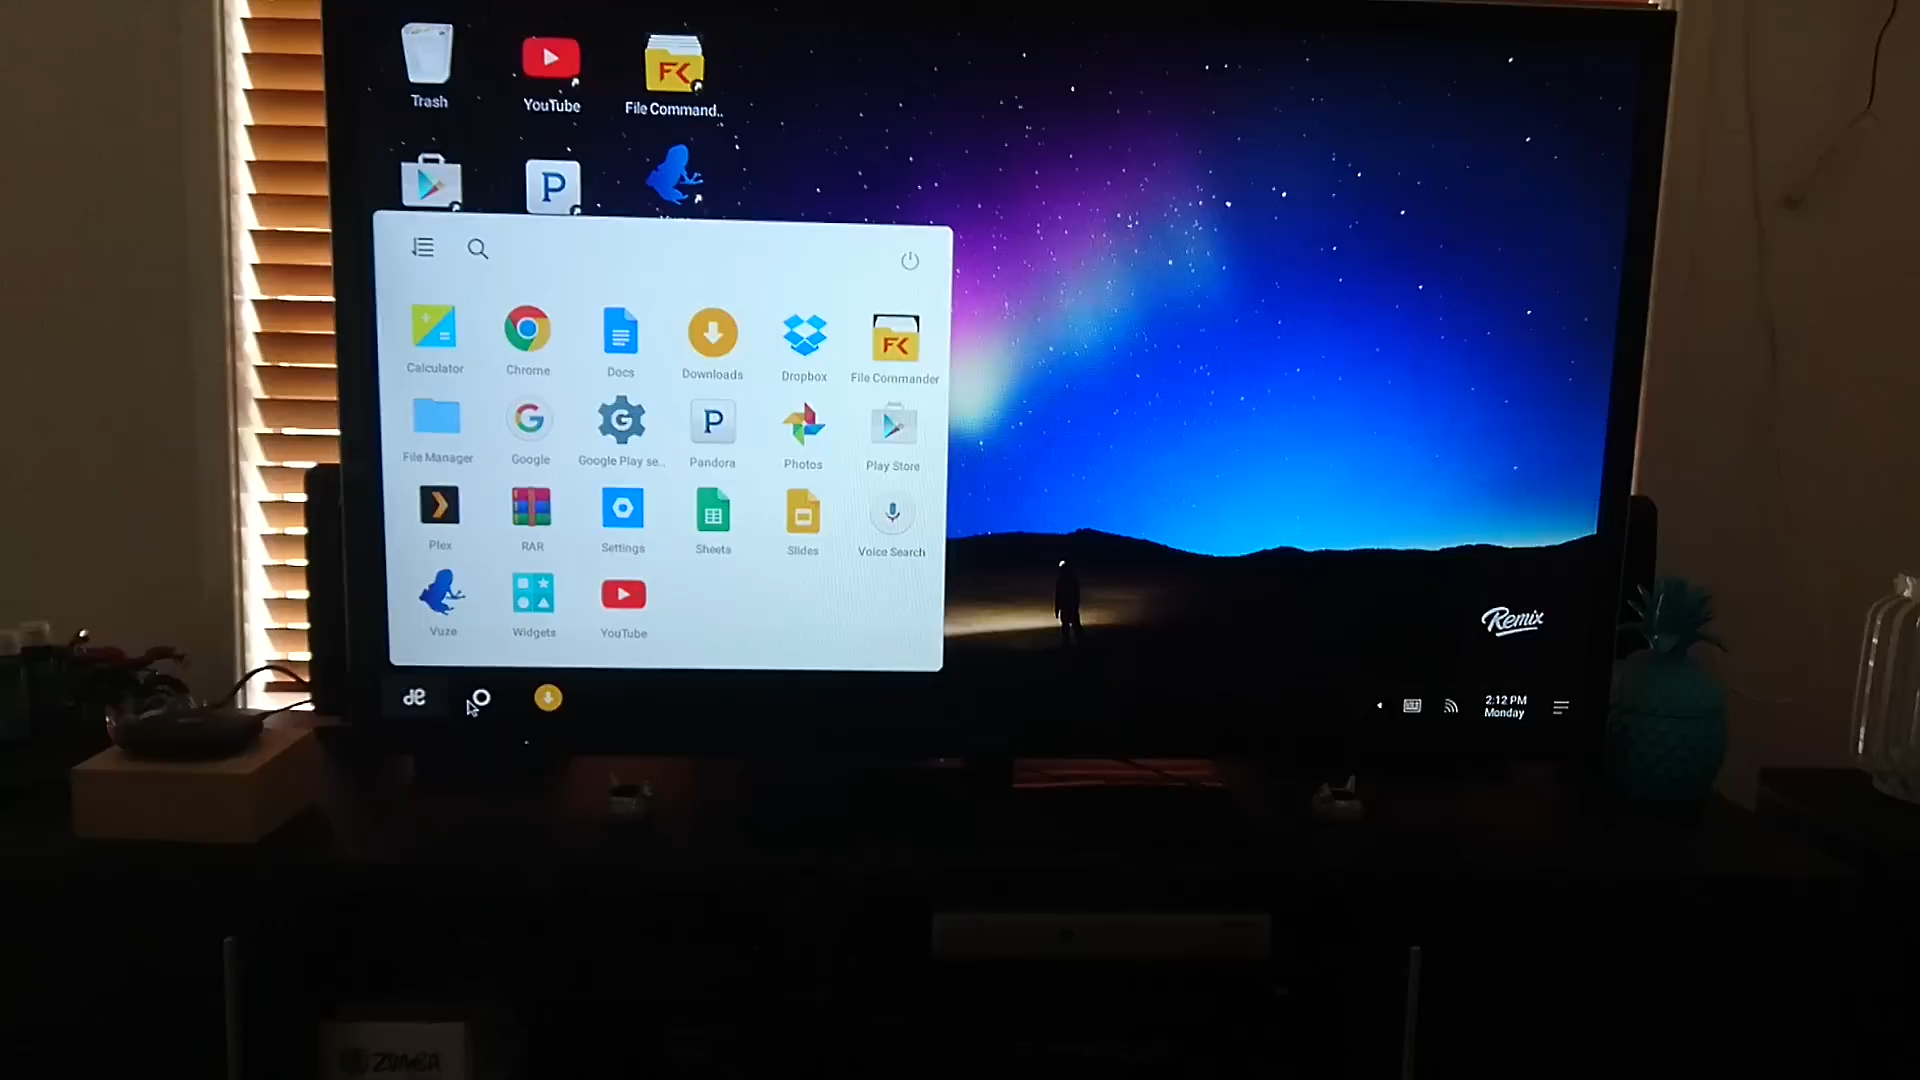 Trash YouTube File Command..
P
Calculator Chrome Docs Downloads Dropbox File Commander
File Manager Google Google Play se... Pandora Photos Play Store
Plex RAR Settings Sheets Slides Voice Search
Vuze Widgets YouTube
Remix
2:12 PM
Monday
ZUMBA